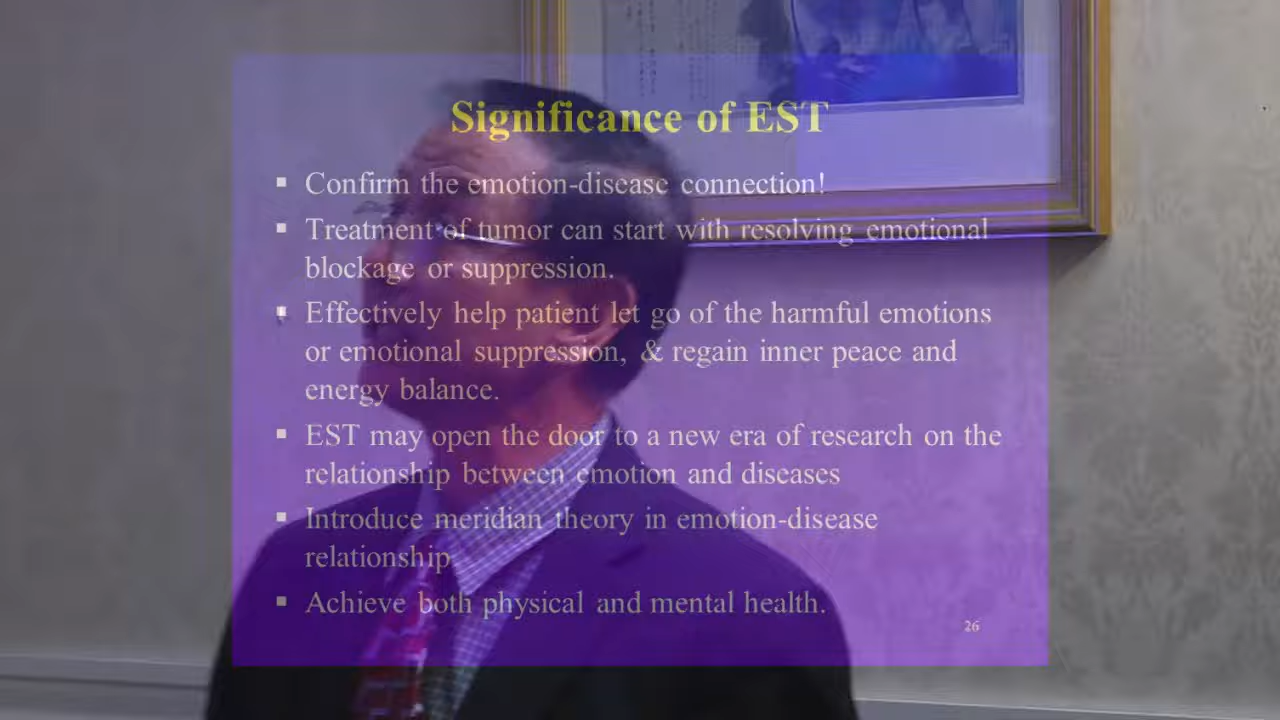 Significance of EST
▪ Confirm the emotion-disease connection!
▪ Treatment of tumor can start with resolving emotional
blockage or suppression.
▪ Effectively help patient let go of the harmful emotions
or emotional suppression, & regain inner peace and
energy balance.
▪ EST may open the door to a new era of research on the
relationship between emotion and diseases
▪ Introduce meridian theory in emotion-disease
relationship
▪ Achieve both physical and mental health.
26